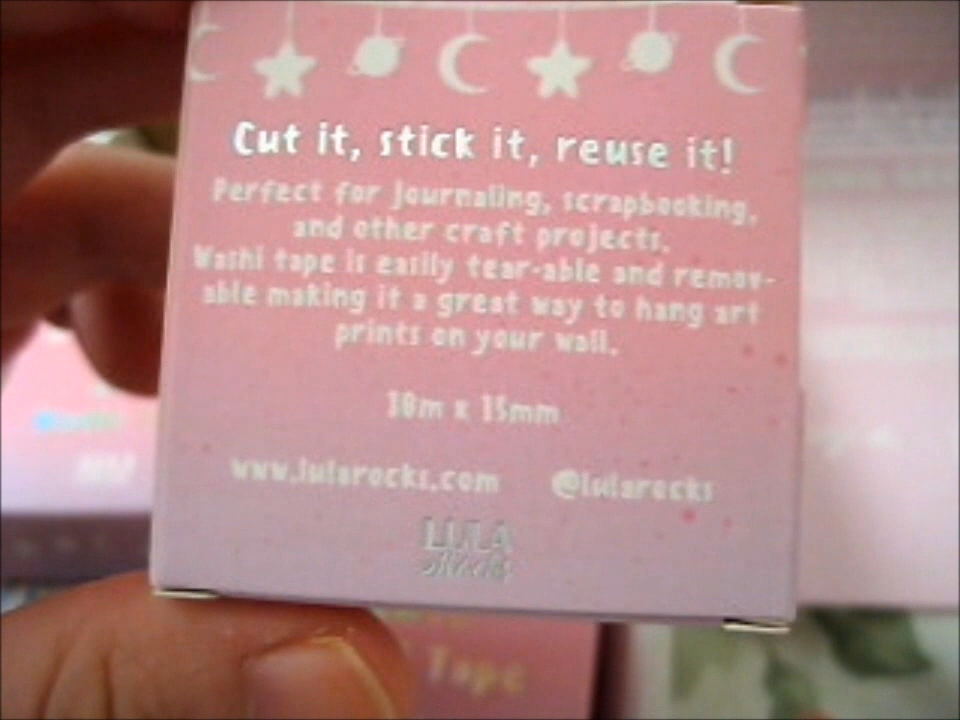 Cut it, stick it, reuse it!
Perfect for journaling, scrapbooking,
and other craft projects.
Washi tape is easily tear-able and remov-
able making it a great way to hang art
prints on your wall.
10m x 15mm
www.lularocks.com @lularocks
LULA
Rocks
Tape